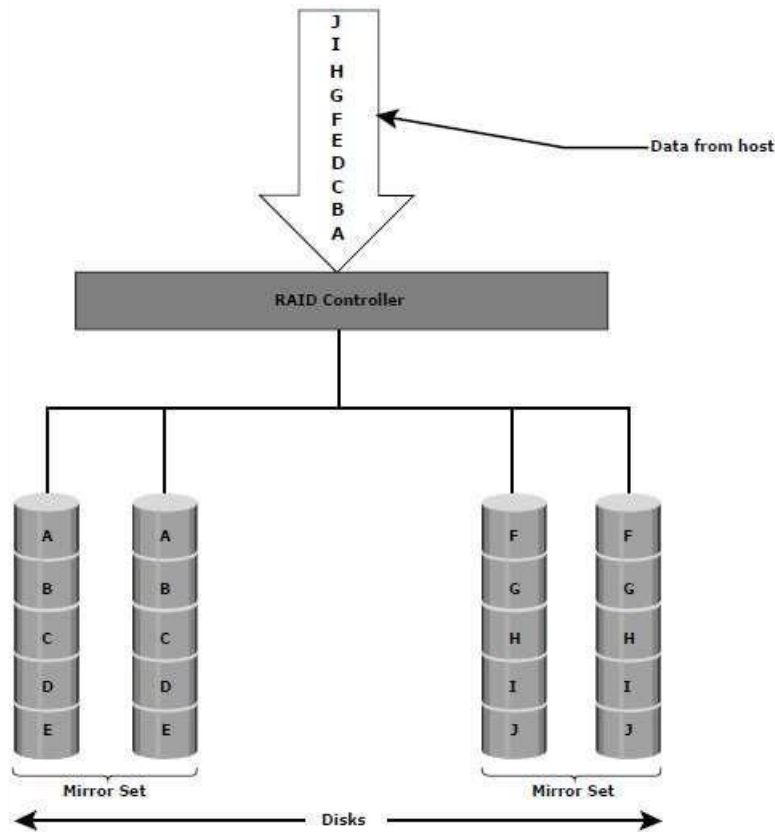 J
I
H
G
F
E
D
C
B
A
Data from host
RAID Controller
A A F F
B B G G
C C H H
D D I I
E E J J
Mirror Set Mirror Set
Disks